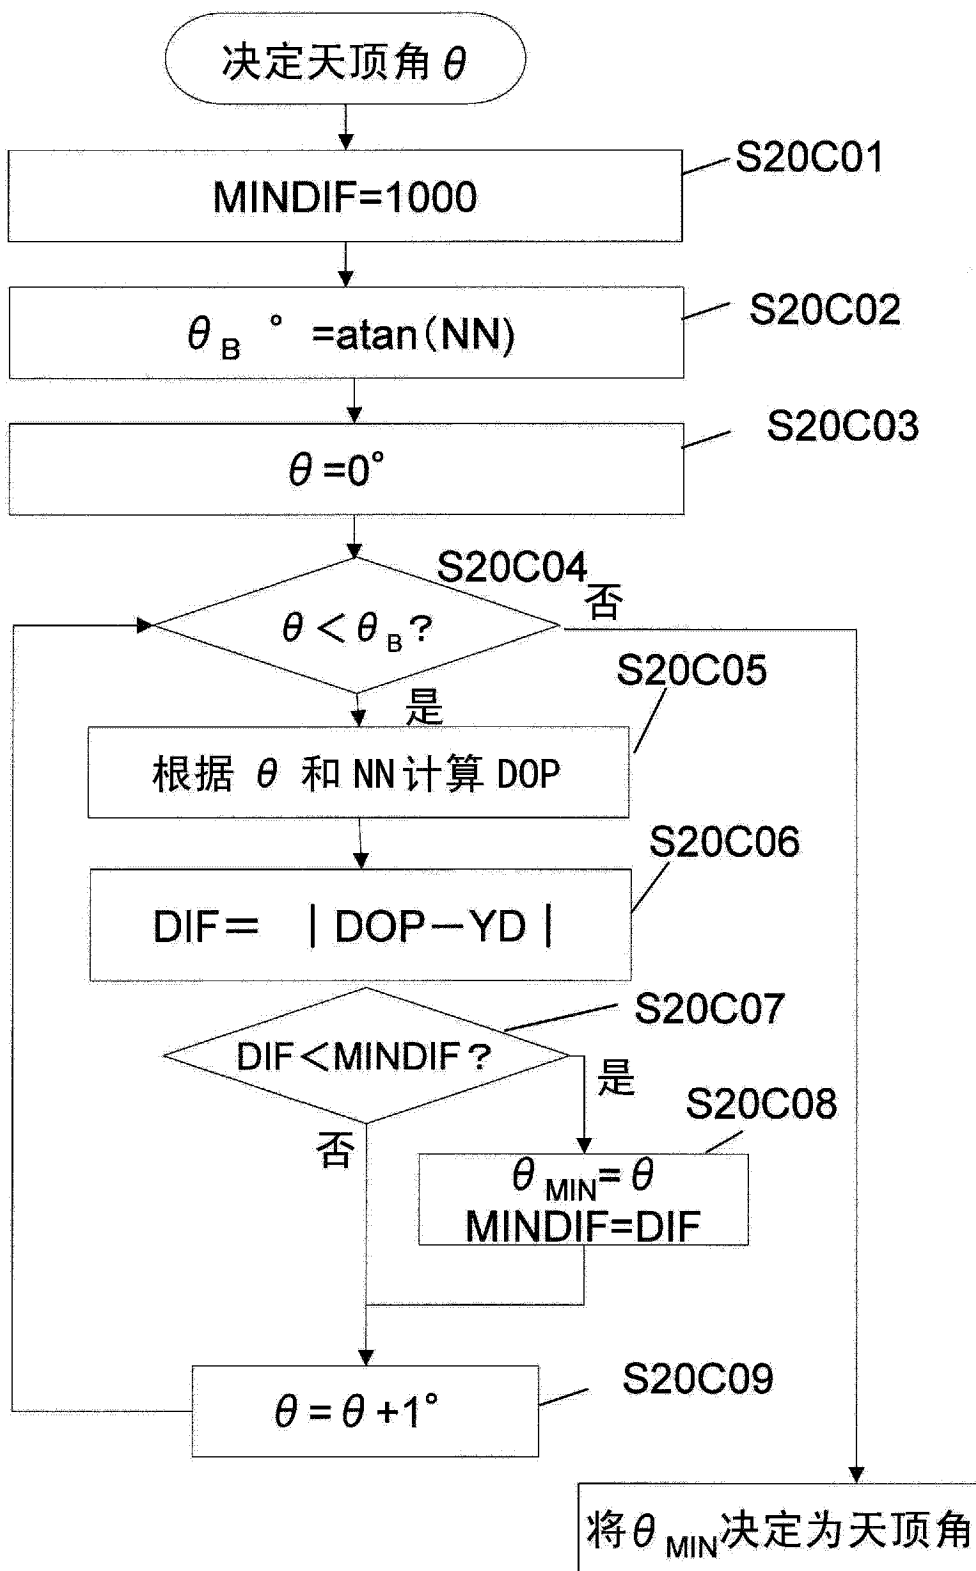 决定天顶角θ
S20C01
MINDIF=1000
S20C02
θB °=atan(NN)
S20C03
θ=0°
S20C04
θ<θB?
否
是
S20C05
根据 θ 和 NN 计算 DOP
S20C06
DIF= |DOP-YD|
S20C07
DIF<MINDIF?
是
否
S20C08
θMIN=θ
MINDIF=DIF
S20C09
θ=θ+1°
将θMIN决定为天顶角